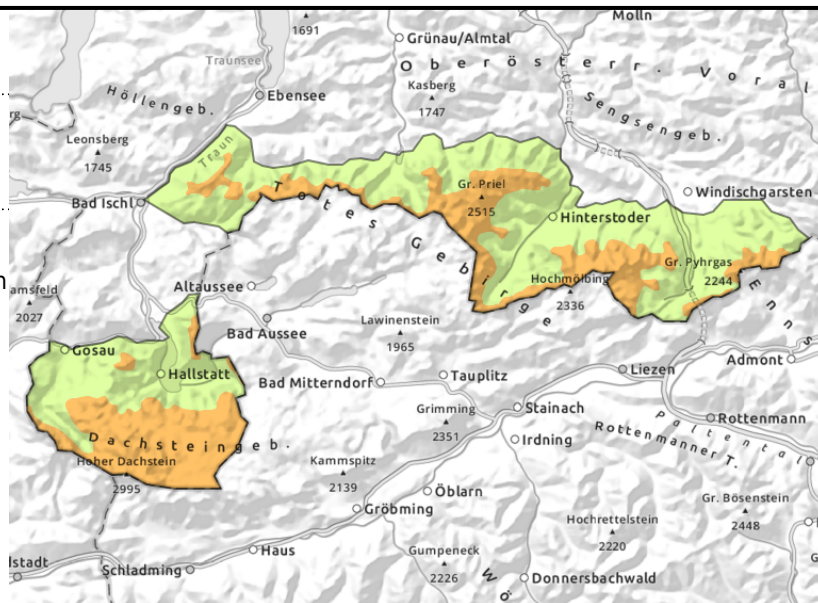 Molln
1691
Grünau/Almtal
Traunsee
Oberösterr. Voral
Kasberg
1747
Höllengeb.
Ebensee
Sengsengeb.
rg
Leonsberg
1745
Traun
Totes Gebirge
Gr. Priel
2515
Windischgarsten
Bad Ischl
Hinterstoder
Gr. Pyhrgas
2244
n
amsfeld
2027
Altaussee
Hochmölbing
2336
Enns
Bad Aussee
Lawinenstein
1965
Gosau
Admont
Hallstatt
Bad Mitterndorf
Tauplitz
Liezen
Grimming
2351
Stainach
Rottenmann
Paltental
Rottenmanner T.
Irdning
Dachsteingeb.
Hoher Dachstein
2995
Kammspitz
2139
Öblarn
Gr. Bösenstein
2448
Gröbming
Hochrettelstein
2220
Haus
Gumpeneck
2226
lstadt
Schladming
Donnersbachwald
Wö
G